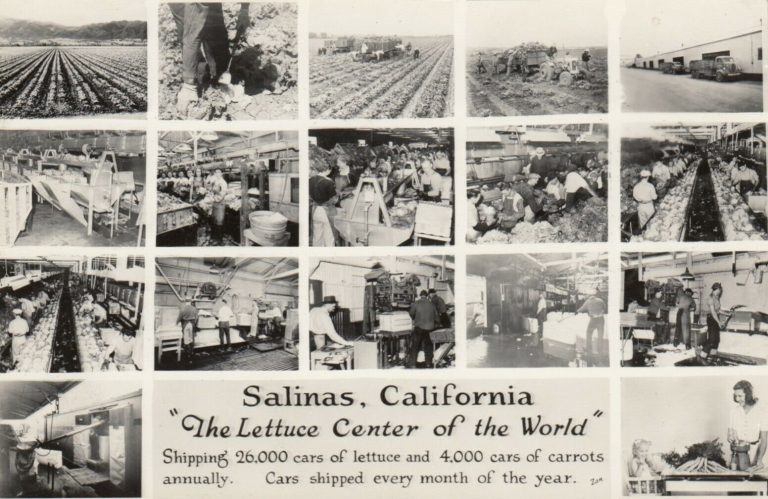 Salinas, California
"The Lettuce Center of the World"
Shipping 26,000 cars of lettuce and 4,000 cars of carrots
annually. Cars shipped every month of the year. Zan